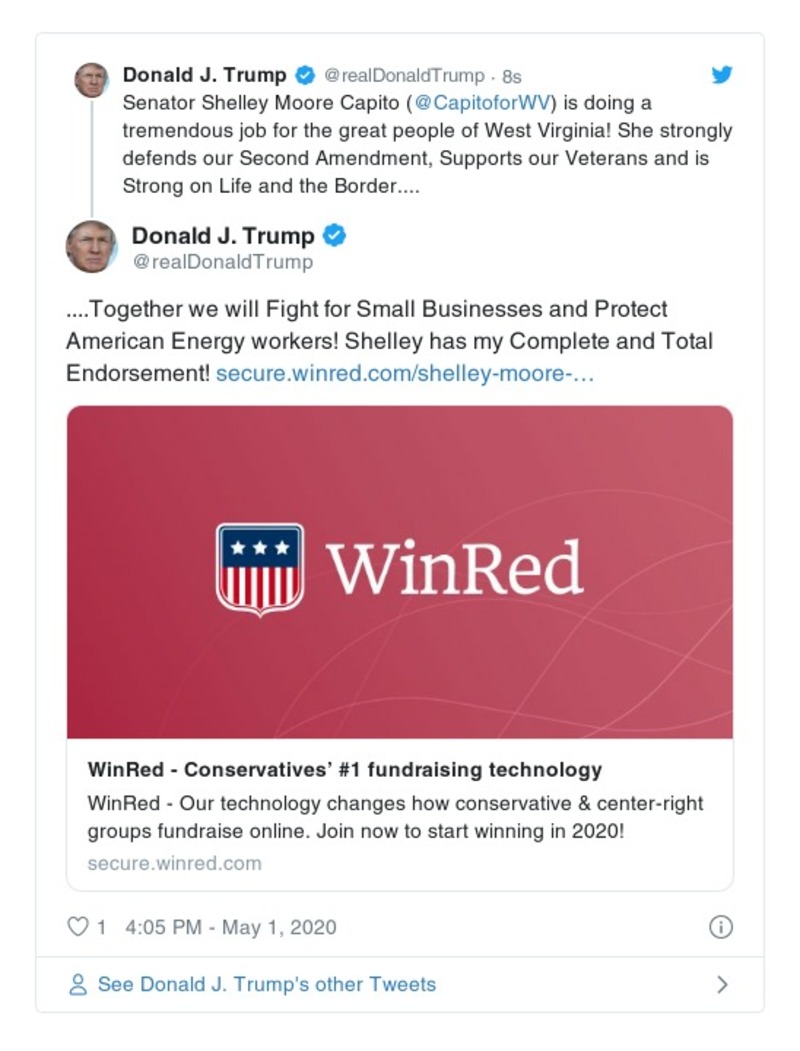 Donald J. Trump @realDonaldTrump · 8s
Senator Shelley Moore Capito (@CapitoforWV) is doing a
tremendous job for the great people of West Virginia! She strongly
defends our Second Amendment, Supports our Veterans and is
Strong on Life and the Border....
Donald J. Trump
@realDonaldTrump
....Together we will Fight for Small Businesses and Protect
American Energy workers! Shelley has my Complete and Total
Endorsement! secure.winred.com/shelley-moore-…
WinRed
WinRed - Conservatives’ #1 fundraising technology
WinRed - Our technology changes how conservative & center-right
groups fundraise online. Join now to start winning in 2020!
secure.winred.com
1 4:05 PM - May 1, 2020
See Donald J. Trump's other Tweets